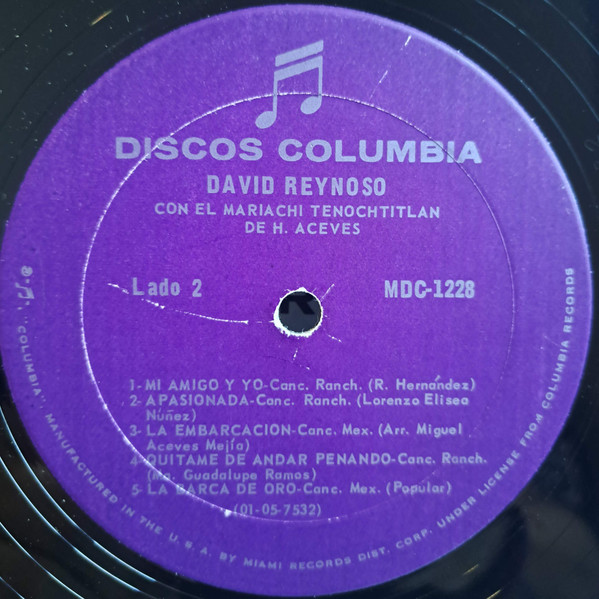 DISCOS COLUMBIA
DAVID REYNOSO
CON EL MARIACHI TENOCHTITLAN
DE H. ACEVES
Lado 2
MDC-1228
1-MI AMIGO Y YO-Canc. Ranch. (R. Hernández)
2-APASIONADA-Canc. Ranch. (Lorenzo Elisea
Núñez)
3-LA EMBARCACION-Canc. Mex. (Arr. Miguel
Aceves Mejía)
4-QUITAME DE ANDAR PENANDO-Canc. Ranch.
(Ma. Guadalupe Ramos)
5-LA BARCA DE ORO-Canc. Mex. (Popular)
(01-05-7532)
"COLUMBIA" MANUFACTURED IN THE U.S.A. BY MIAMI RECORDS DIST. CORP. UNDER LICENSE FROM COLUMBIA RECORDS